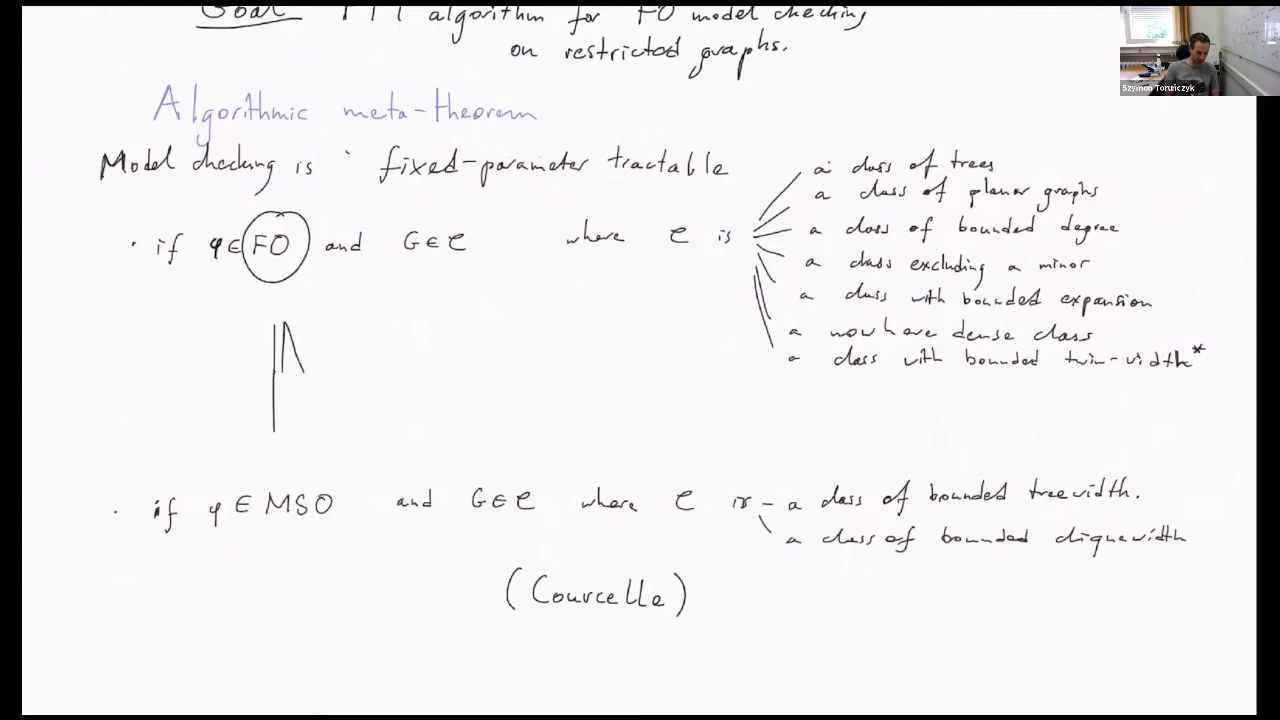 Goal FPT algorithm for FO model checking
on restricted graphs.
Szymon Toruńczyk
Algorithmic meta-theorem
Model checking is fixed-parameter tractable
· if φ∈FO and G∈C where C is
a class of trees
a class of planar graphs
a class of bounded degree
a class excluding a minor
a class with bounded expansion
a nowhere dense class
a class with bounded twin-width*
· if φ∈MSO and G∈C where C is - a class of bounded treewidth.
a class of bounded cliquewidth
(Courcelle)